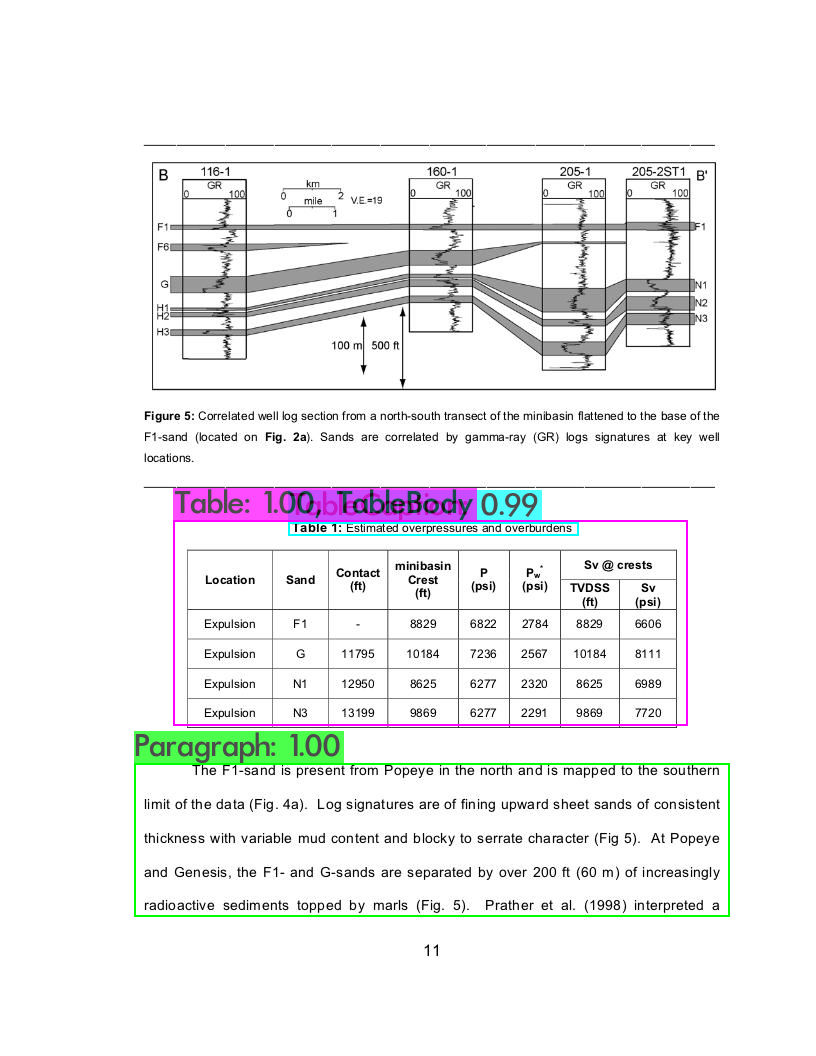 B 116-1 160-1 205-1 205-2ST1 B'
GR km GR GR GR
0 100 0 2 V.E.=19 0 100 0 100 0 100
mile
0 1
F1 F1
F6
G N1
H1 N2
H2 N3
H3
100 m 500 ft
Figure 5: Correlated well log section from a north-south transect of the minibasin flattened to the base of the
F1-sand (located on Fig. 2a). Sands are correlated by gamma-ray (GR) logs signatures at key well
locations.
Table: 1.00, TableBody 0.99
Table 1: Estimated overpressures and overburdens
Location Sand Contact (ft) minibasin Crest (ft) P (psi) Pw* (psi) Sv @ crests
TVDSS (ft) Sv (psi)
Expulsion F1 - 8829 6822 2784 8829 6606
Expulsion G 11795 10184 7236 2567 10184 8111
Expulsion N1 12950 8625 6277 2320 8625 6989
Expulsion N3 13199 9869 6277 2291 9869 7720
Paragraph: 1.00
The F1-sand is present from Popeye in the north and is mapped to the southern
limit of the data (Fig. 4a). Log signatures are of fining upward sheet sands of consistent
thickness with variable mud content and blocky to serrate character (Fig 5). At Popeye
and Genesis, the F1- and G-sands are separated by over 200 ft (60 m) of increasingly
radioactive sediments topped by marls (Fig. 5). Prather et al. (1998) interpreted a
11